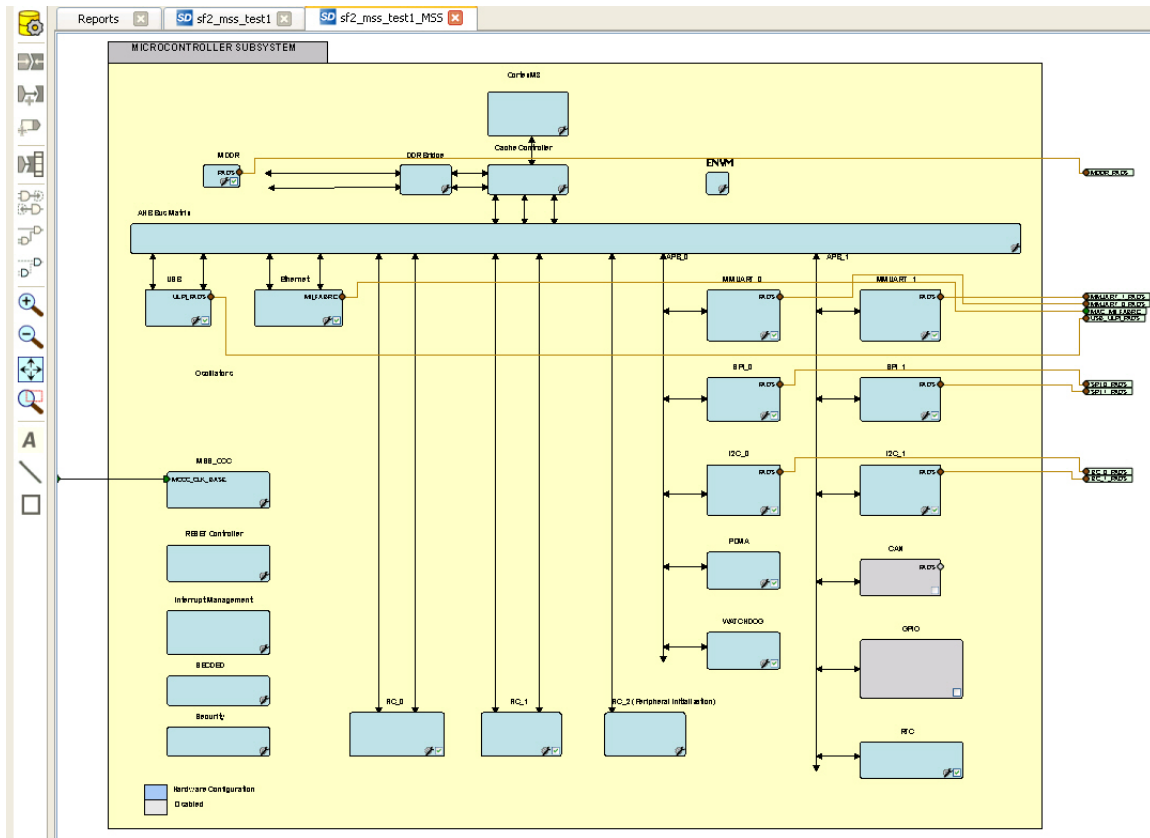 Reports
SD sf2_mss_test1
SD sf2_mss_test1_MSS
MICROCONTROLLER SUBSYSTEM
CortexM3
MDDR
PADS
DDR Bridge
Cache Controller
ENVM
MDDR_PADS
AHB Bus Matrix
APB_0
APB_1
USB
ULPI_PADS
Ethernet
MII_FABRIC
MMUART_0
PADS
MMUART_1
PADS
MMUART_1_PADS
MMUART_0_PADS
MAC_MII_FABRIC
USB_ULPI_PADS
Oscillators
SPI_0
PADS
SPI_1
PADS
SPI_0_PADS
SPI_1_PADS
MSS_CCC
MCCC_CLK_BASE
I2C_0
PADS
I2C_1
PADS
I2C_0_PADS
I2C_1_PADS
RESET Controller
PDMA
CAN
PADS
Interrupt Management
WATCHDOG
GPIO
SECDED
Security
FIC_0
FIC_1
FIC_2 (Peripheral Initialization)
RTC
Hardware Configuration
Disabled
A